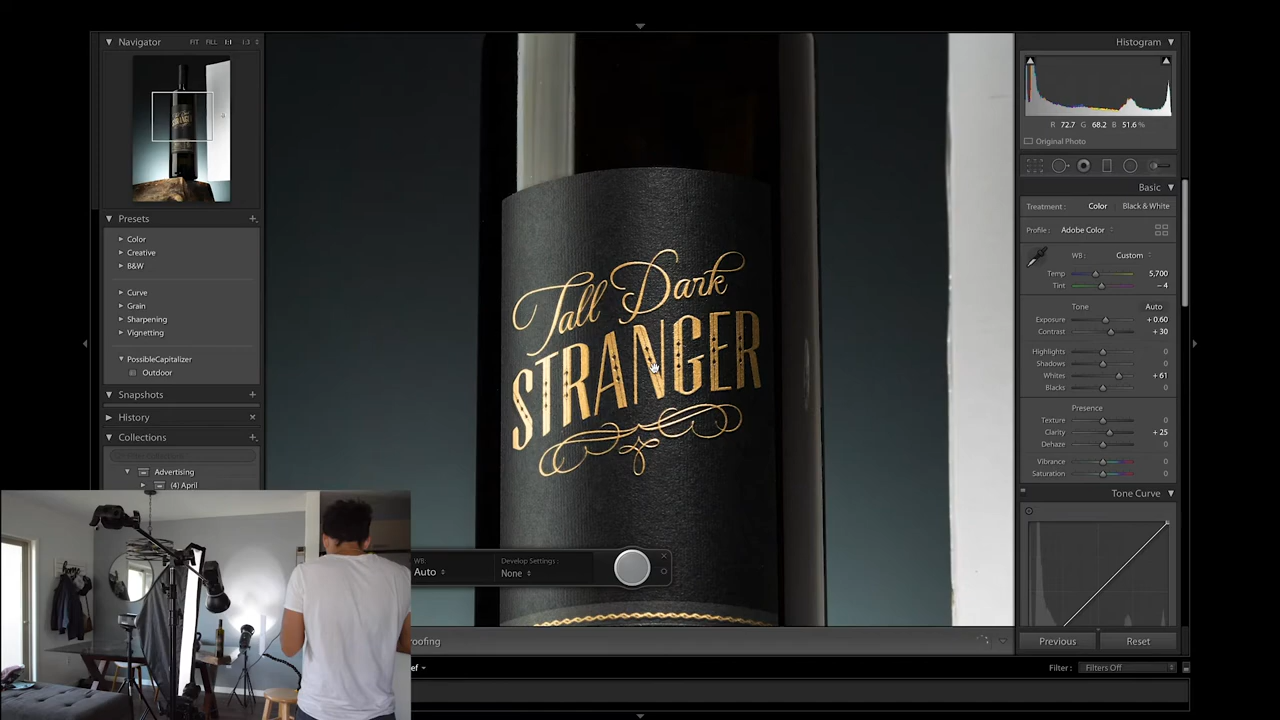 Navigator
FIT ALL 1:1 1:3
Presets
Color
Creative
B&W
Curve
Grain
Sharpening
Vignetting
PossibleCapitalizer
Outdoor
Snapshots
History
Collections
Advertising
(4) April
Tall Dark
STRANGER
WB
Auto
Develop Settings :
None
oofing
Histogram
R 72.7 G 68.2 B 51.6 %
Original Photo
Basic
Treatment : Color Black & White
Profile : Adobe Color
WB : Custom
Temp 5,700
Tint – 4
Tone Auto
Exposure + 0.60
Contrast + 30
Highlights 0
Shadows 0
Whites + 61
Blacks 0
Presence
Texture 0
Clarity + 25
Dehaze 0
Vibrance 0
Saturation 0
Tone Curve
Previous Reset
Filter : Filters Off